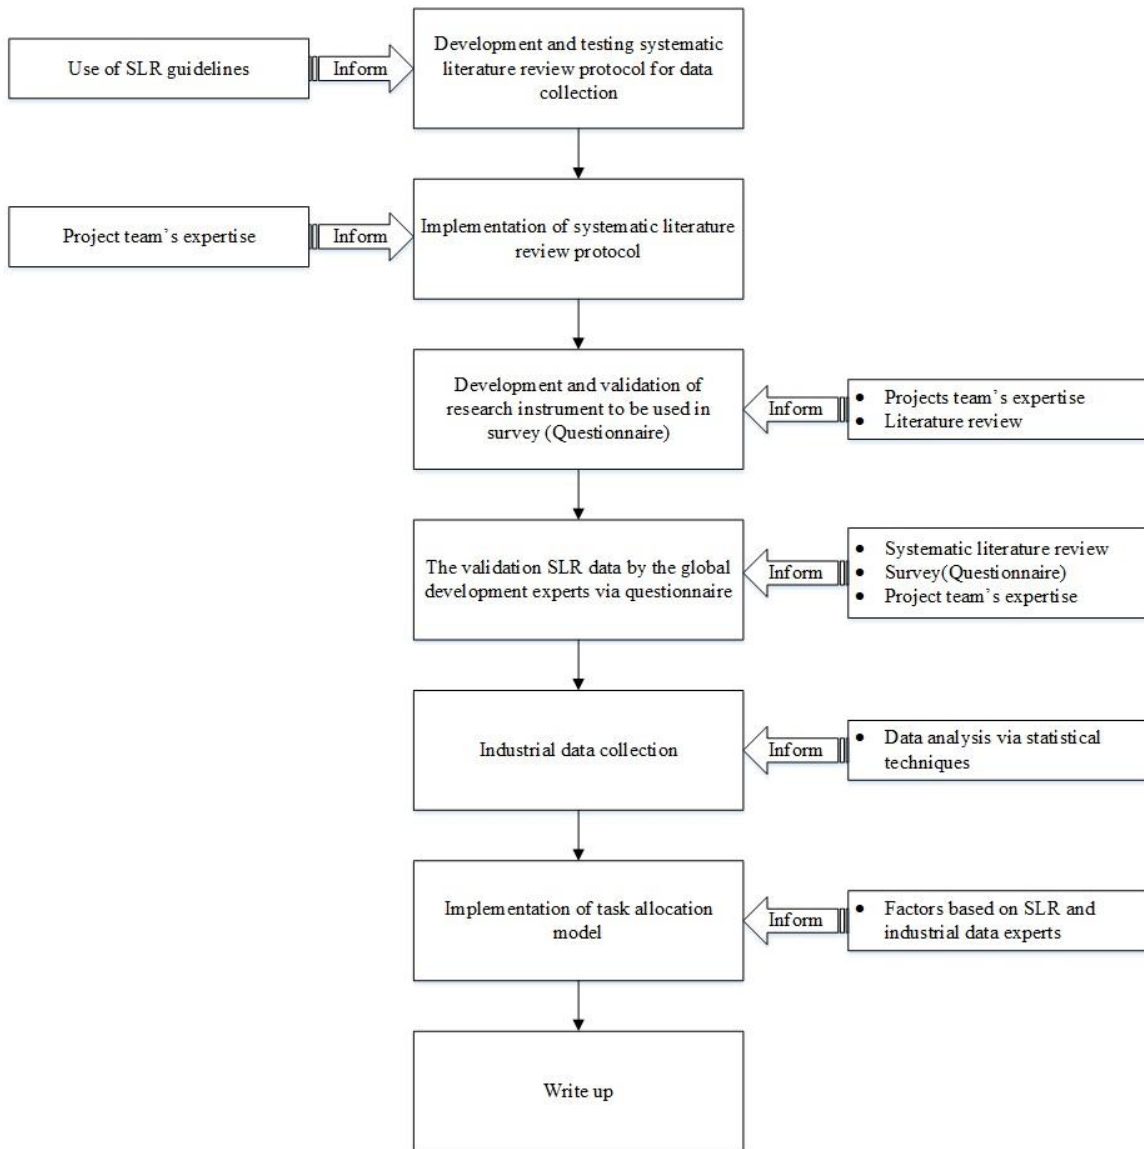 Development and testing systematic
literature review protocol for data
collection
Use of SLR guidelines
Inform
Project team's expertise
Inform
Implementation of systematic literature
review protocol
Development and validation of
research instrument to be used in
survey (Questionnaire)
Inform
• Projects team's expertise
• Literature review
The validation SLR data by the global
development experts via questionnaire
Inform
• Systematic literature review
• Survey(Questionnaire)
• Project team's expertise
Industrial data collection
Inform
• Data analysis via statistical
techniques
Implementation of task allocation
model
Inform
• Factors based on SLR and
industrial data experts
Write up